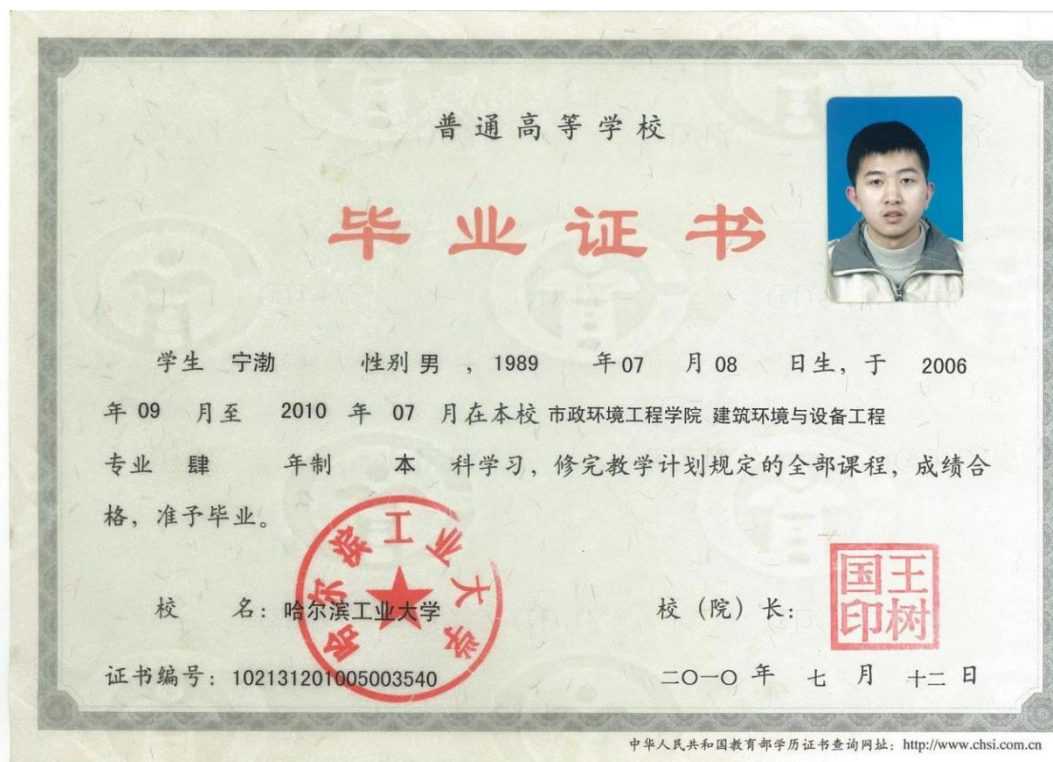 普通高等学校
毕业证书
学生 宁渤 性别 男 ，1989 年 07 月 08 日生，于 2006
年 09 月至 2010 年 07 月在本校 市政环境工程学院 建筑环境与设备工程
专业 肆 年制 本 科学习，修完教学计划规定的全部课程，成绩合
格，准予毕业。
哈尔滨工业大学
校 名：哈尔滨工业大学 校（院）长：
王树国印
证书编号：102131201005003540 二〇一〇 年 七 月 十二 日
中华人民共和国教育部学历证书查询网址：http://www.chsi.com.cn